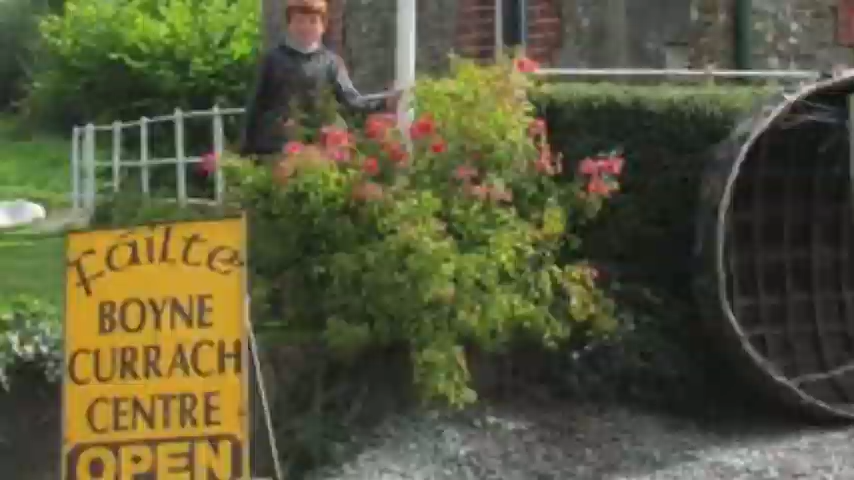 Fáilte
BOYNE
CURRACH
CENTRE
OPEN